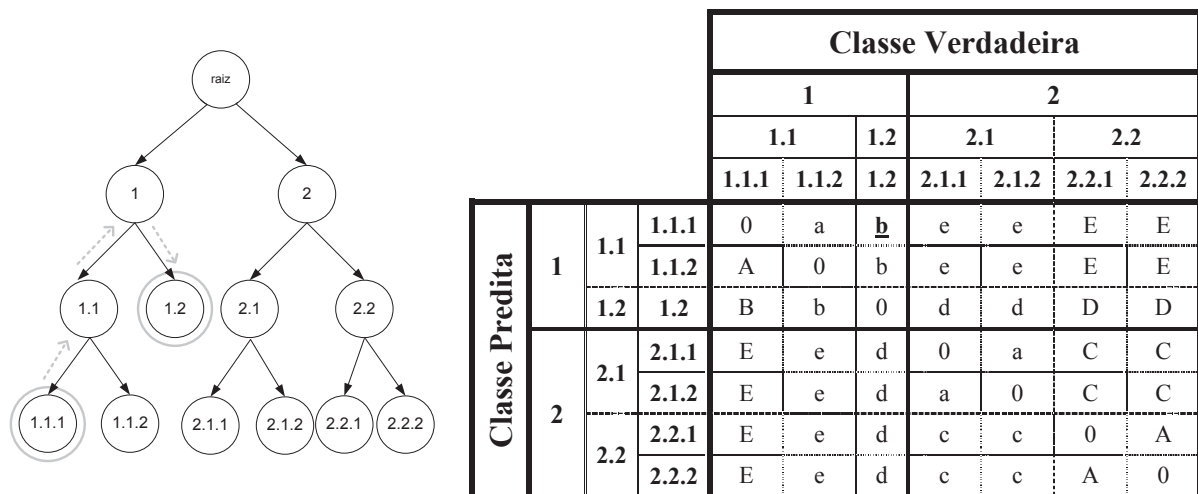 raiz
1
2
1.1
1.2
2.1
2.2
1.1.1
1.1.2
2.1.1
2.1.2
2.2.1
2.2.2
Classe Verdadeira
1 2
1.1 1.2 2.1 2.2
1.1.1 1.1.2 1.2 2.1.1 2.1.2 2.2.1 2.2.2
Classe Predita
1 1.1 1.1.1 0 a b e e E E
1.1.2 A 0 b e e E E
1.2 1.2 B b 0 d d D D
2 2.1 2.1.1 E e d 0 a C C
2.1.2 E e d a 0 C C
2.2 2.2.1 E e d c c 0 A
2.2.2 E e d c c A 0